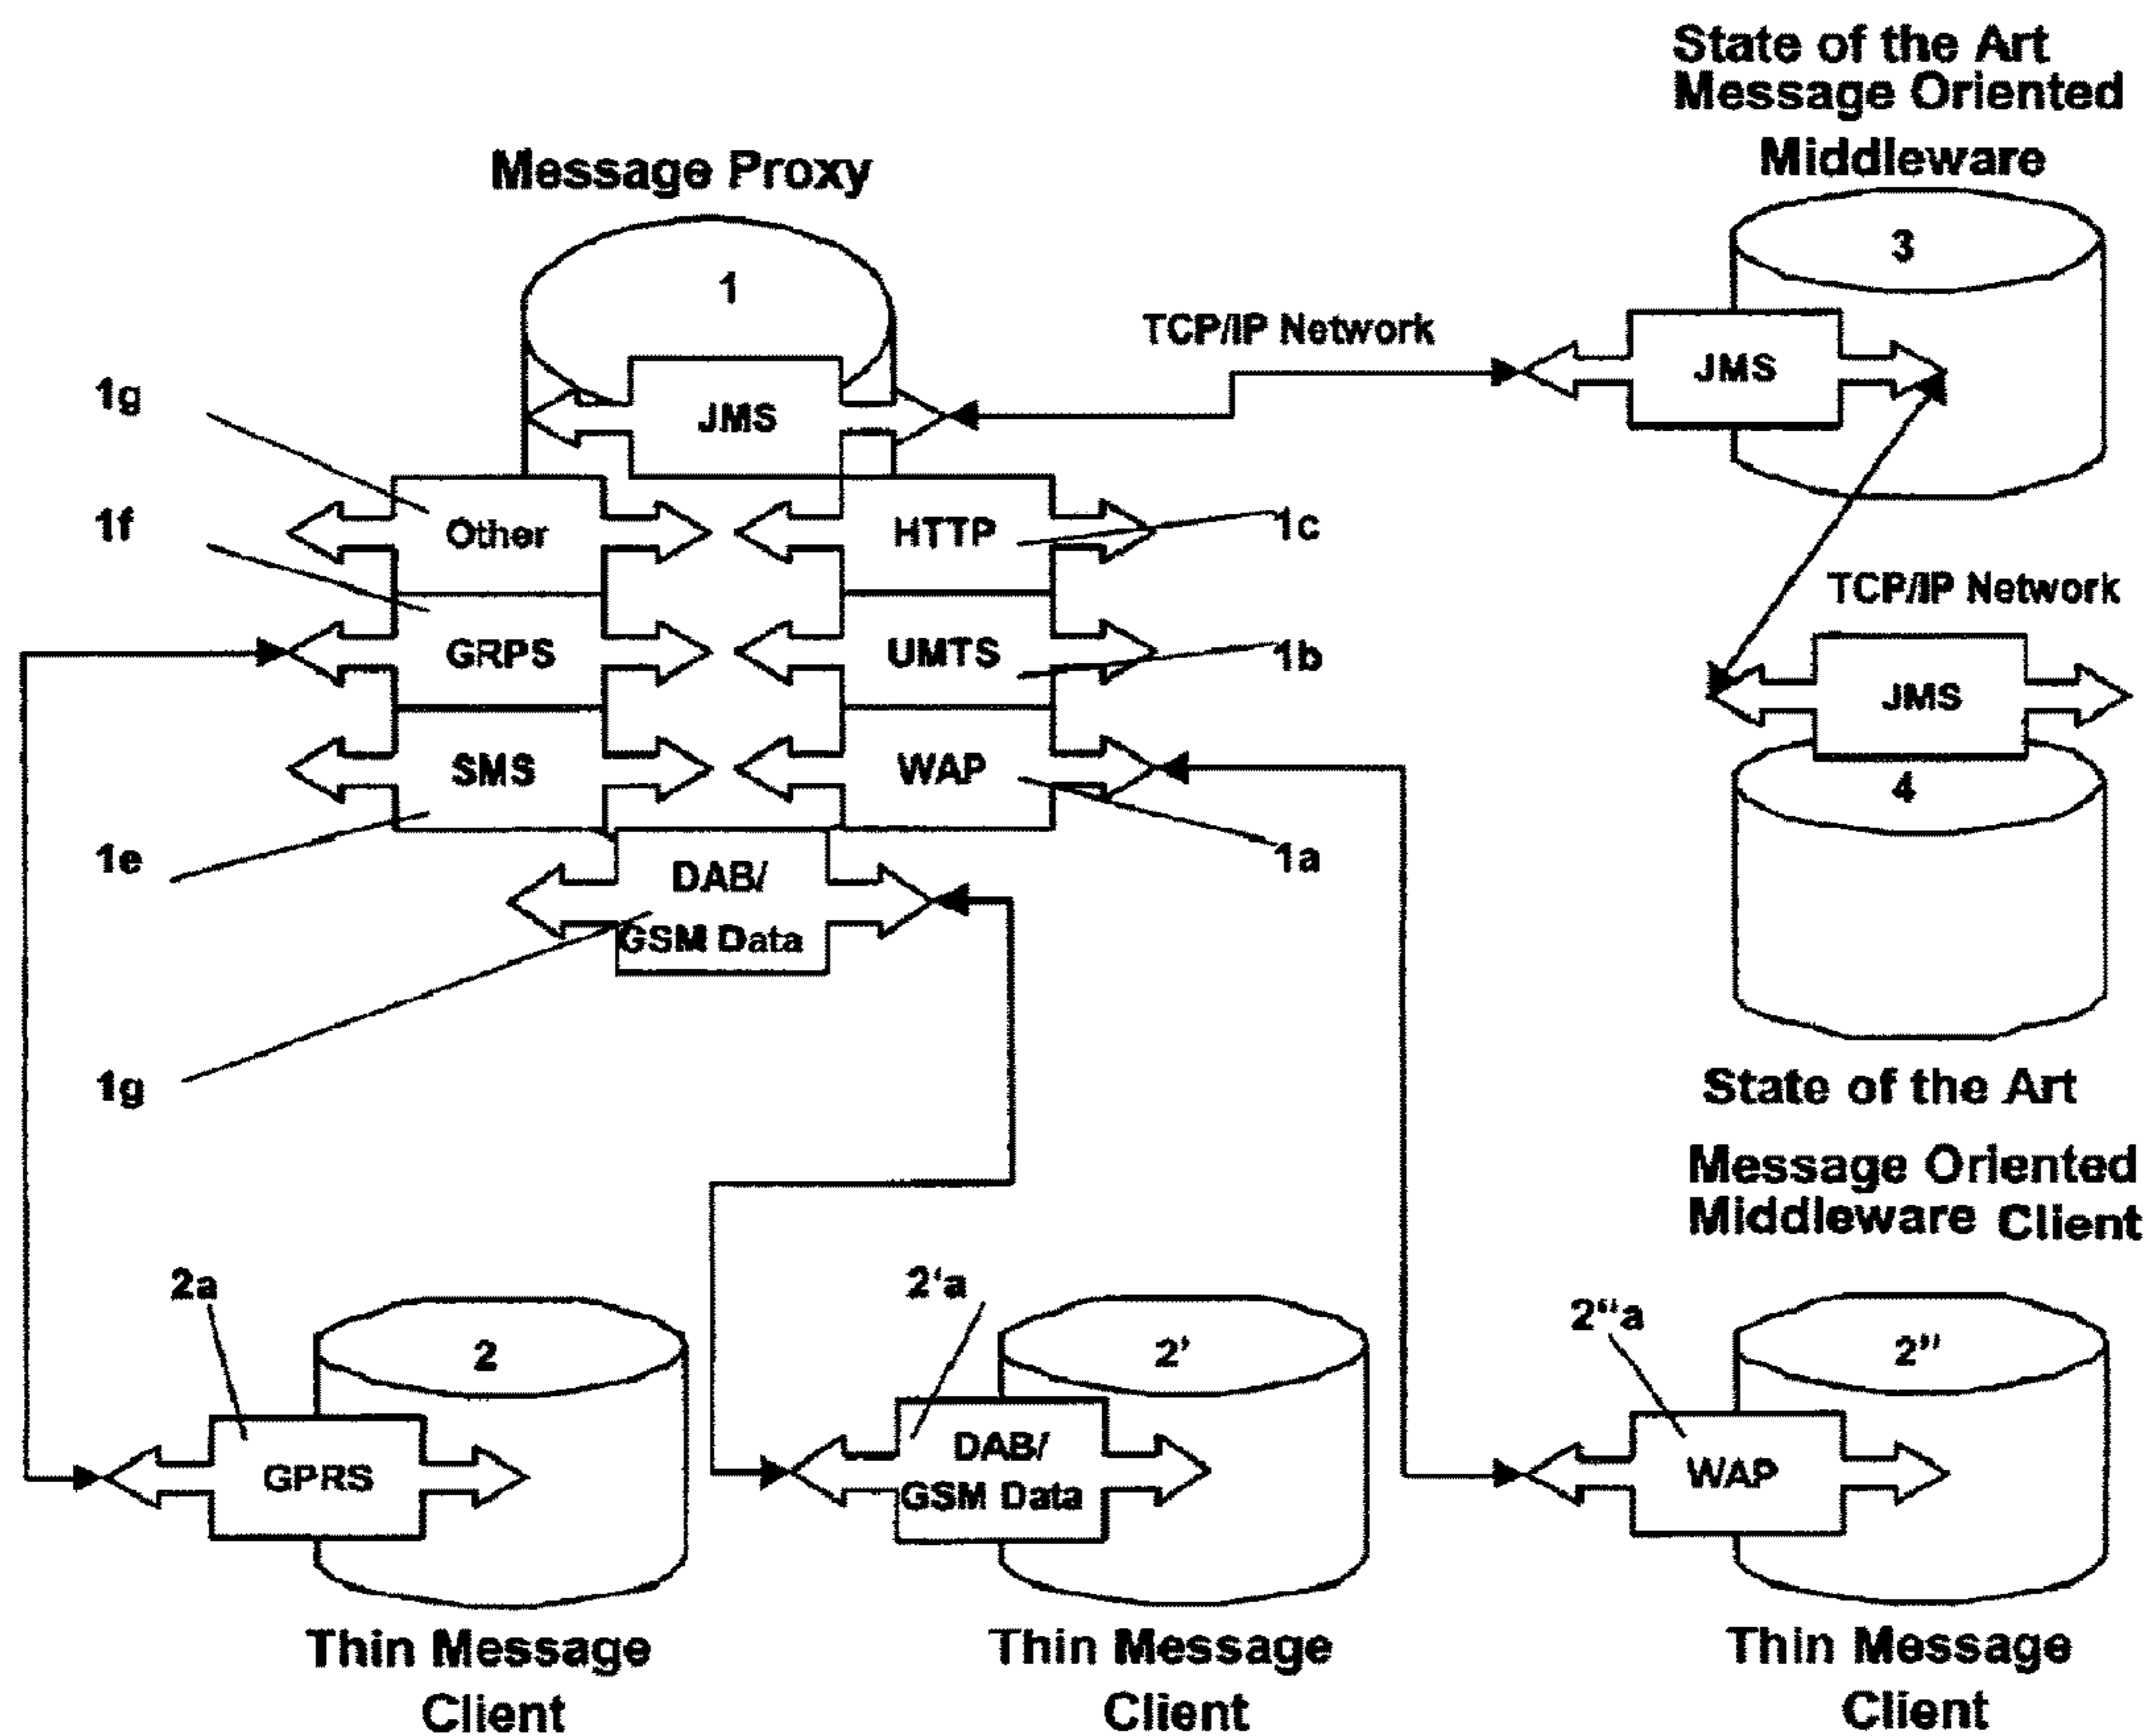 State of the Art
Message Oriented
Middleware
Message Proxy
3
1
TCP/IP Network
JMS
1g
JMS
1f
Other
HTTP
1c
TCP/IP Network
GRPS
UMTS
1b
JMS
SMS
WAP
4
1e
1a
DAB/
GSM Data
1g
State of the Art
Message Oriented
Middleware Client
2a
2'a
2"a
2
2'
2"
GPRS
DAB/
GSM Data
WAP
Thin Message
Client
Thin Message
Client
Thin Message
Client